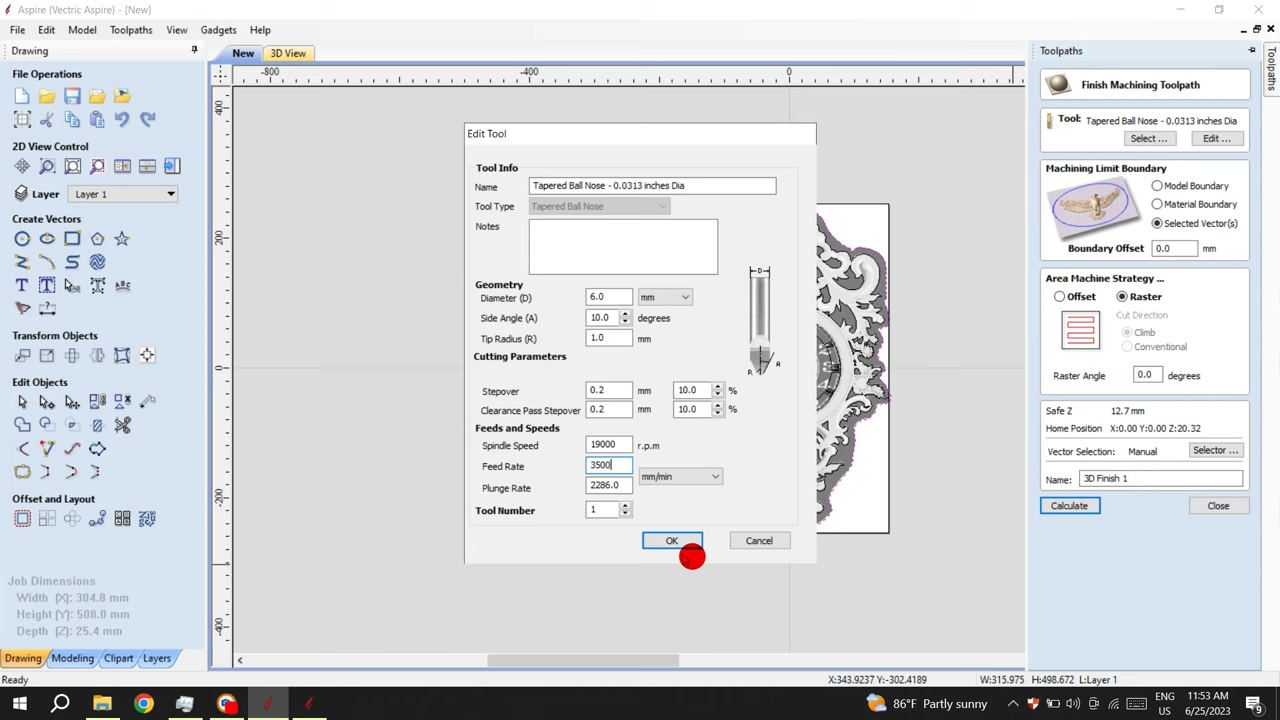 Aspire (Vectric Aspire) - [New]
File Edit Model Toolpaths View Gadgets Help
Drawing
File Operations
2D View Control
Layer Layer 1
Create Vectors
Transform Objects
Edit Objects
Offset and Layout
Job Dimensions
Width (X): 304.8 mm
Height (Y): 508.0 mm
Depth (Z): 25.4 mm
Drawing Modeling Clipart Layers
Ready
New 3D View
-800 -400 0
400
200
0
-200
-400
Edit Tool
Tool Info
Name Tapered Ball Nose - 0.0313 inches Dia
Tool Type Tapered Ball Nose
Notes
Geometry
Diameter (D) 6.0 mm
Side Angle (A) 10.0 degrees
Tip Radius (R) 1.0 mm
D
A
R
Cutting Parameters
Stepover 0.2 mm 10.0 %
Clearance Pass Stepover 0.2 mm 10.0 %
Feeds and Speeds
Spindle Speed 19000 r.p.m
Feed Rate 3500 mm/min
Plunge Rate 2286.0
Tool Number 1
OK Cancel
Toolpaths
Finish Machining Toolpath
Tool: Tapered Ball Nose - 0.0313 inches Dia
Select ... Edit ...
Machining Limit Boundary
Model Boundary
Material Boundary
Selected Vector(s)
Boundary Offset 0.0 mm
Area Machine Strategy ...
Offset Raster
Cut Direction
Climb
Conventional
Raster Angle 0.0 degrees
Safe Z 12.7 mm
Home Position X:0.00 Y:0.00 Z:20.32
Vector Selection: Manual Selector ...
Name: 3D Finish 1
Calculate Close
Toolpaths
X:343.9237 Y:-302.4189 W:315.975 H:498.672 L:Layer 1
86°F Partly sunny
ENG
US
11:53 AM
6/25/2023
9